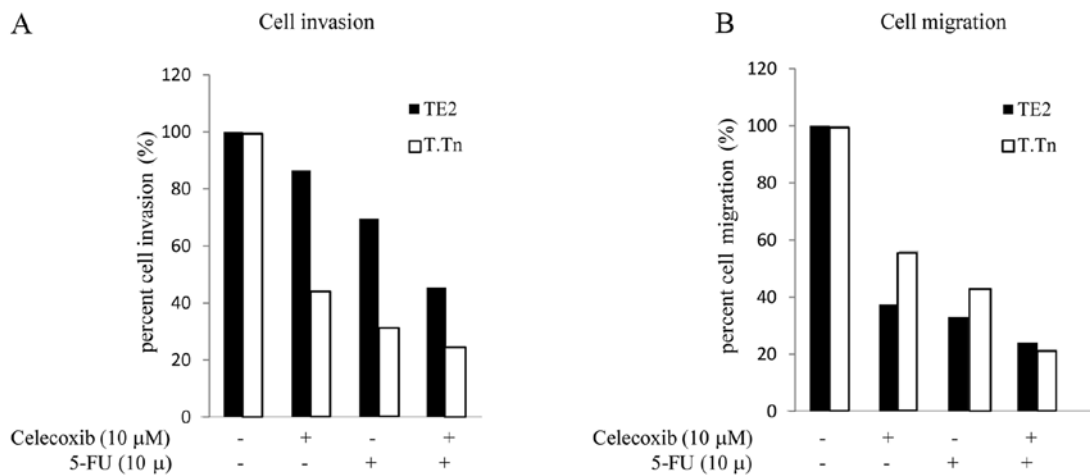 A Cell invasion
percent cell invasion (%)
120
100
80
60
40
20
0
TE2
T.Tn
Celecoxib (10 μM) - + - +
5-FU (10 μ) - - + +
B Cell migration
percent cell migration (%)
120
100
80
60
40
20
0
TE2
T.Tn
Celecoxib (10 μM) - + - +
5-FU (10 μ) - - + +